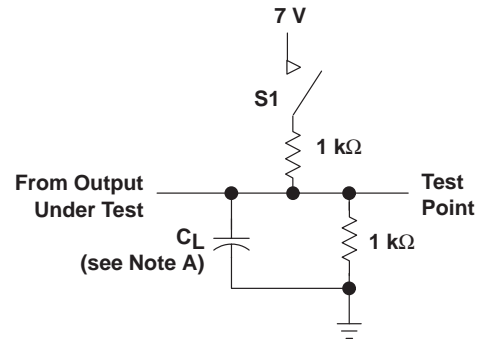 7 V
S1
1 kΩ
From Output
Under Test
Test
Point
CL
(see Note A)
1 kΩ